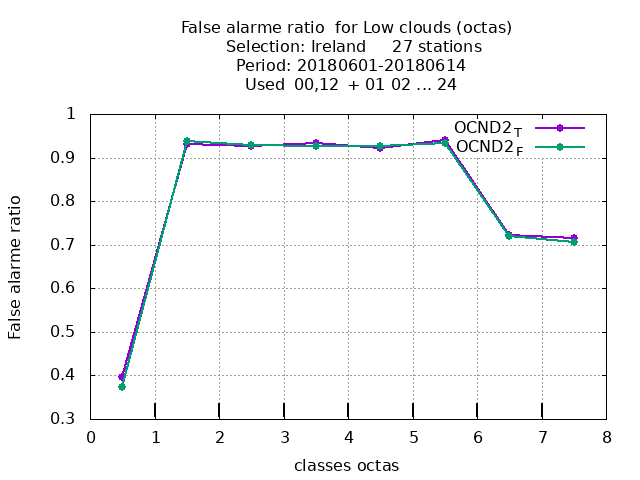 False alarme ratio  for Low clouds (octas)
Selection: Ireland     27 stations
Period: 20180601-20180614
Used  00,12  + 01 02 ... 24
OCND2T
OCND2F
1
0.9
0.8
0.7
0.6
0.5
0.4
0.3
False alarme ratio
0 1 2 3 4 5 6 7 8
classes octas